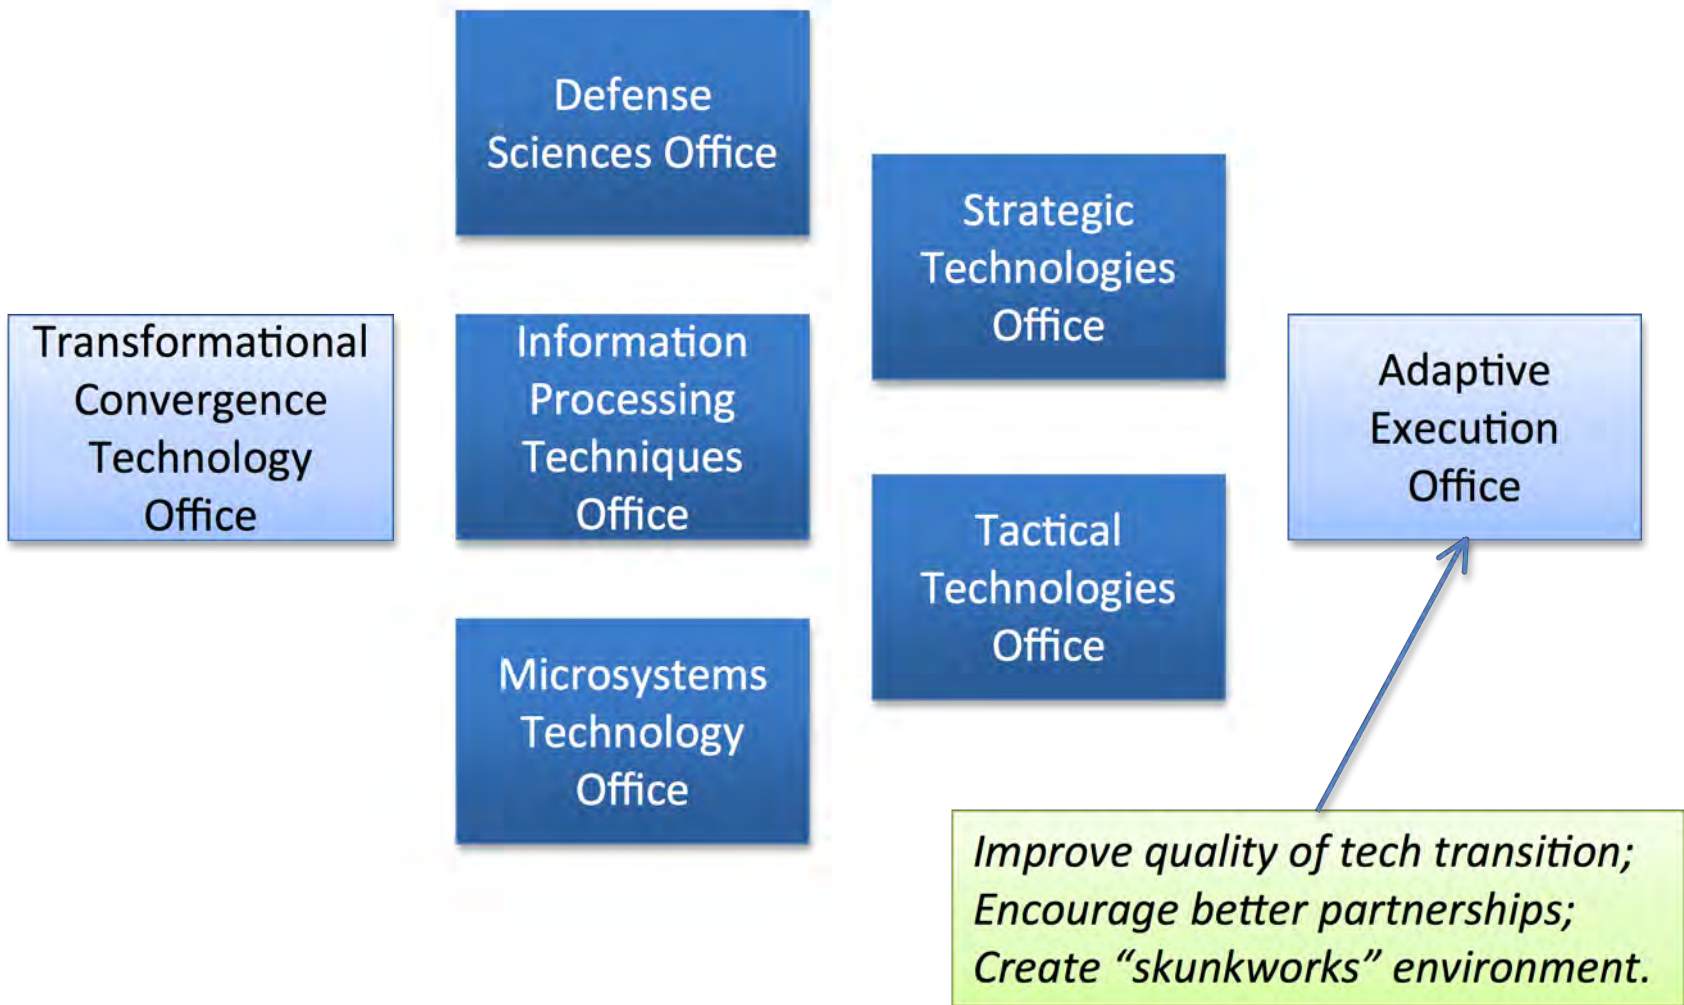 Defense
Sciences Office
Strategic
Technologies
Office
Transformational
Convergence
Technology
Office
Information
Processing
Techniques
Office
Adaptive
Execution
Office
Tactical
Technologies
Office
Microsystems
Technology
Office
Improve quality of tech transition;
Encourage better partnerships;
Create “skunkworks” environment.